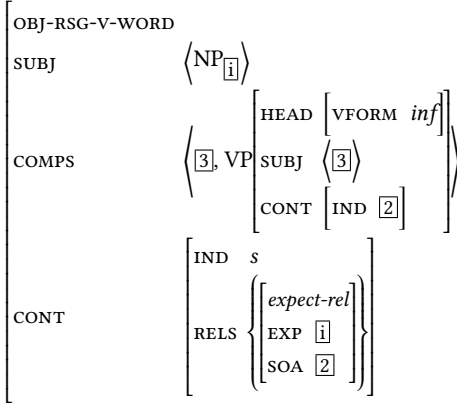 OBJ-RSG-V-WORD
SUBJ ⟨NP i⟩
HEAD [VFORM inf]
COMPS ⟨3, VP SUBJ ⟨3⟩⟩
CONT [IND 2]
IND s
expect-rel
CONT RELS EXP i
SOA 2